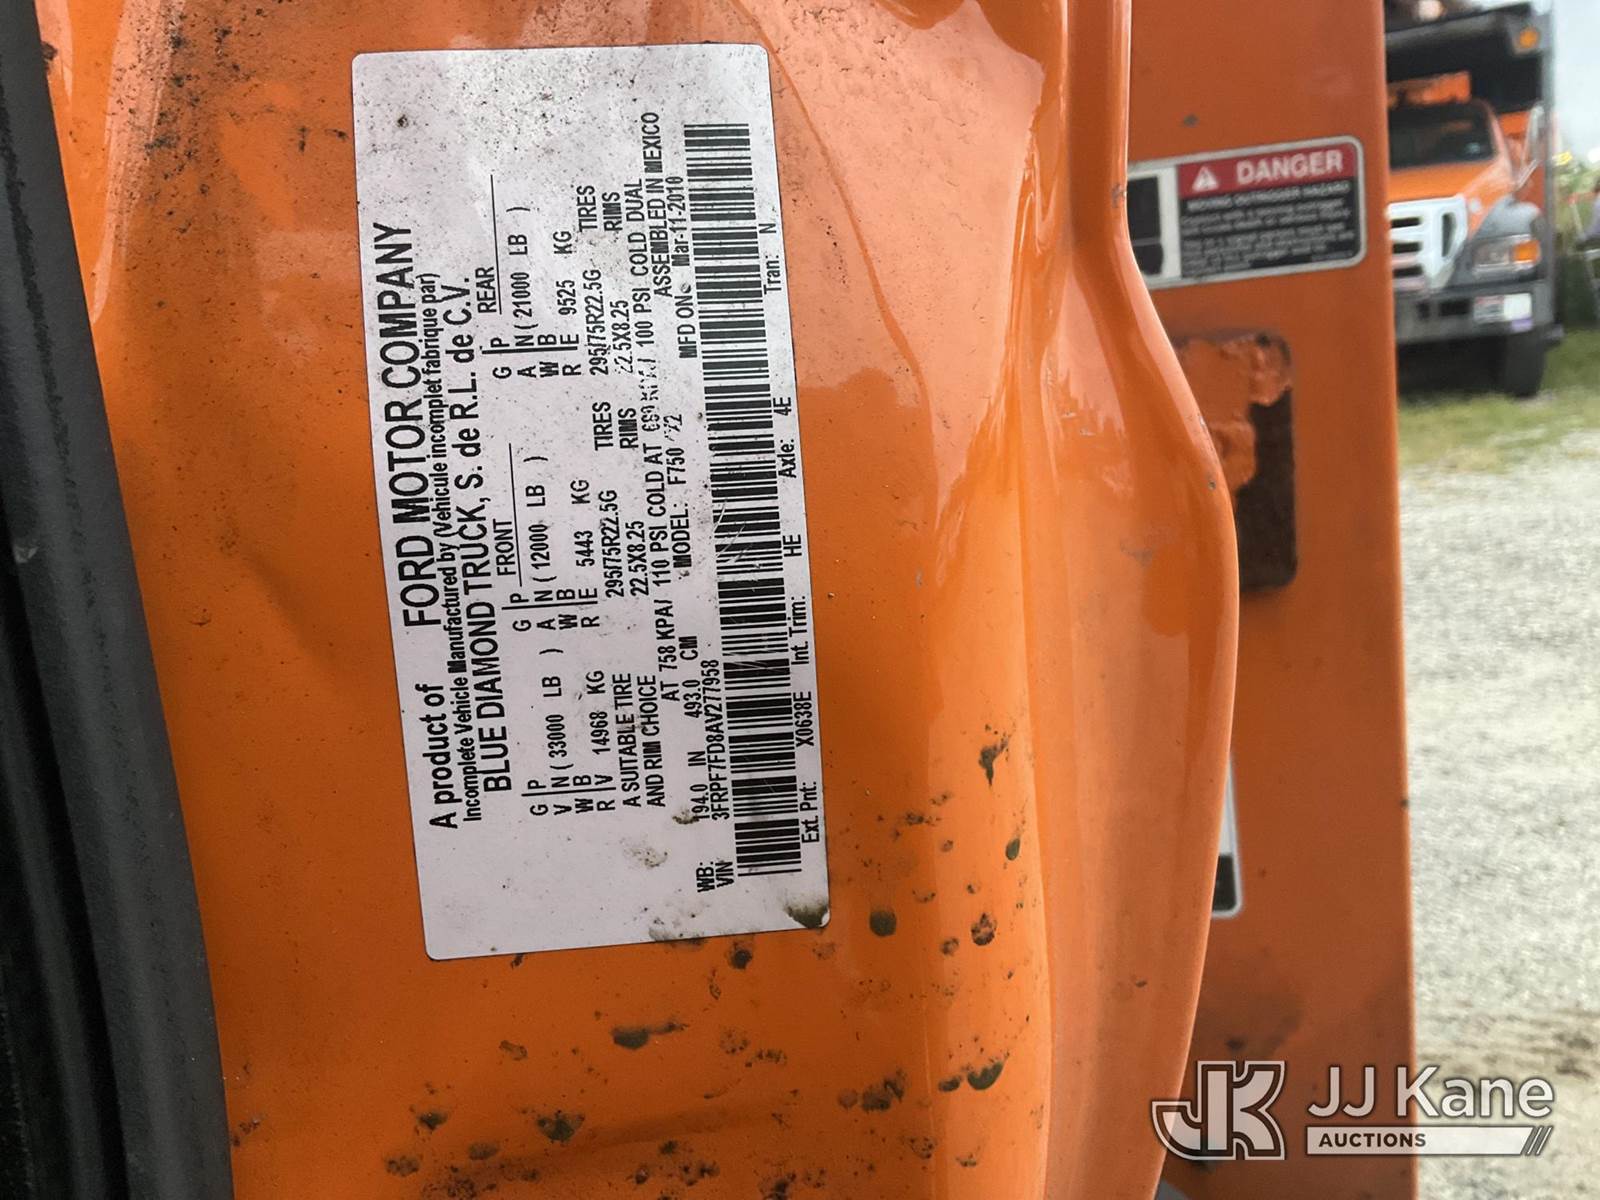 A product of FORD MOTOR COMPANY
Incomplete Vehicle Manufactured by (Vehicule incomplet fabrique par)
BLUE DIAMOND TRUCK, S. de R.L. de C.V.
FRONT REAR
G P G P G P
V N ( 33000 LB ) A N ( 12000 LB ) A N ( 21000 LB )
W B W B W B
R V 14968 KG R E 5443 KG R E 9525 KG
A SUITABLE TIRE 295/75R22.5G TIRES 295/75R22.5G TIRES
AND RIM CHOICE 22.5X8.25 RIMS 22.5X8.25 RIMS
AT 758 KPA/ 110 PSI COLD AT 100 PSI COLD DUAL
ASSEMBLED IN MEXICO
WB: 194.0 IN 493.0 CM MODEL: F750 MFD ON: Mar-11-2010
VIN 3FRPF7FD8AV277958
Ext. Pnt: X0638E Int. Trim: HE Axle: 4E Tran: N
DANGER
MOVING OUTRIGGER HAZARD
JJ Kane
AUCTIONS